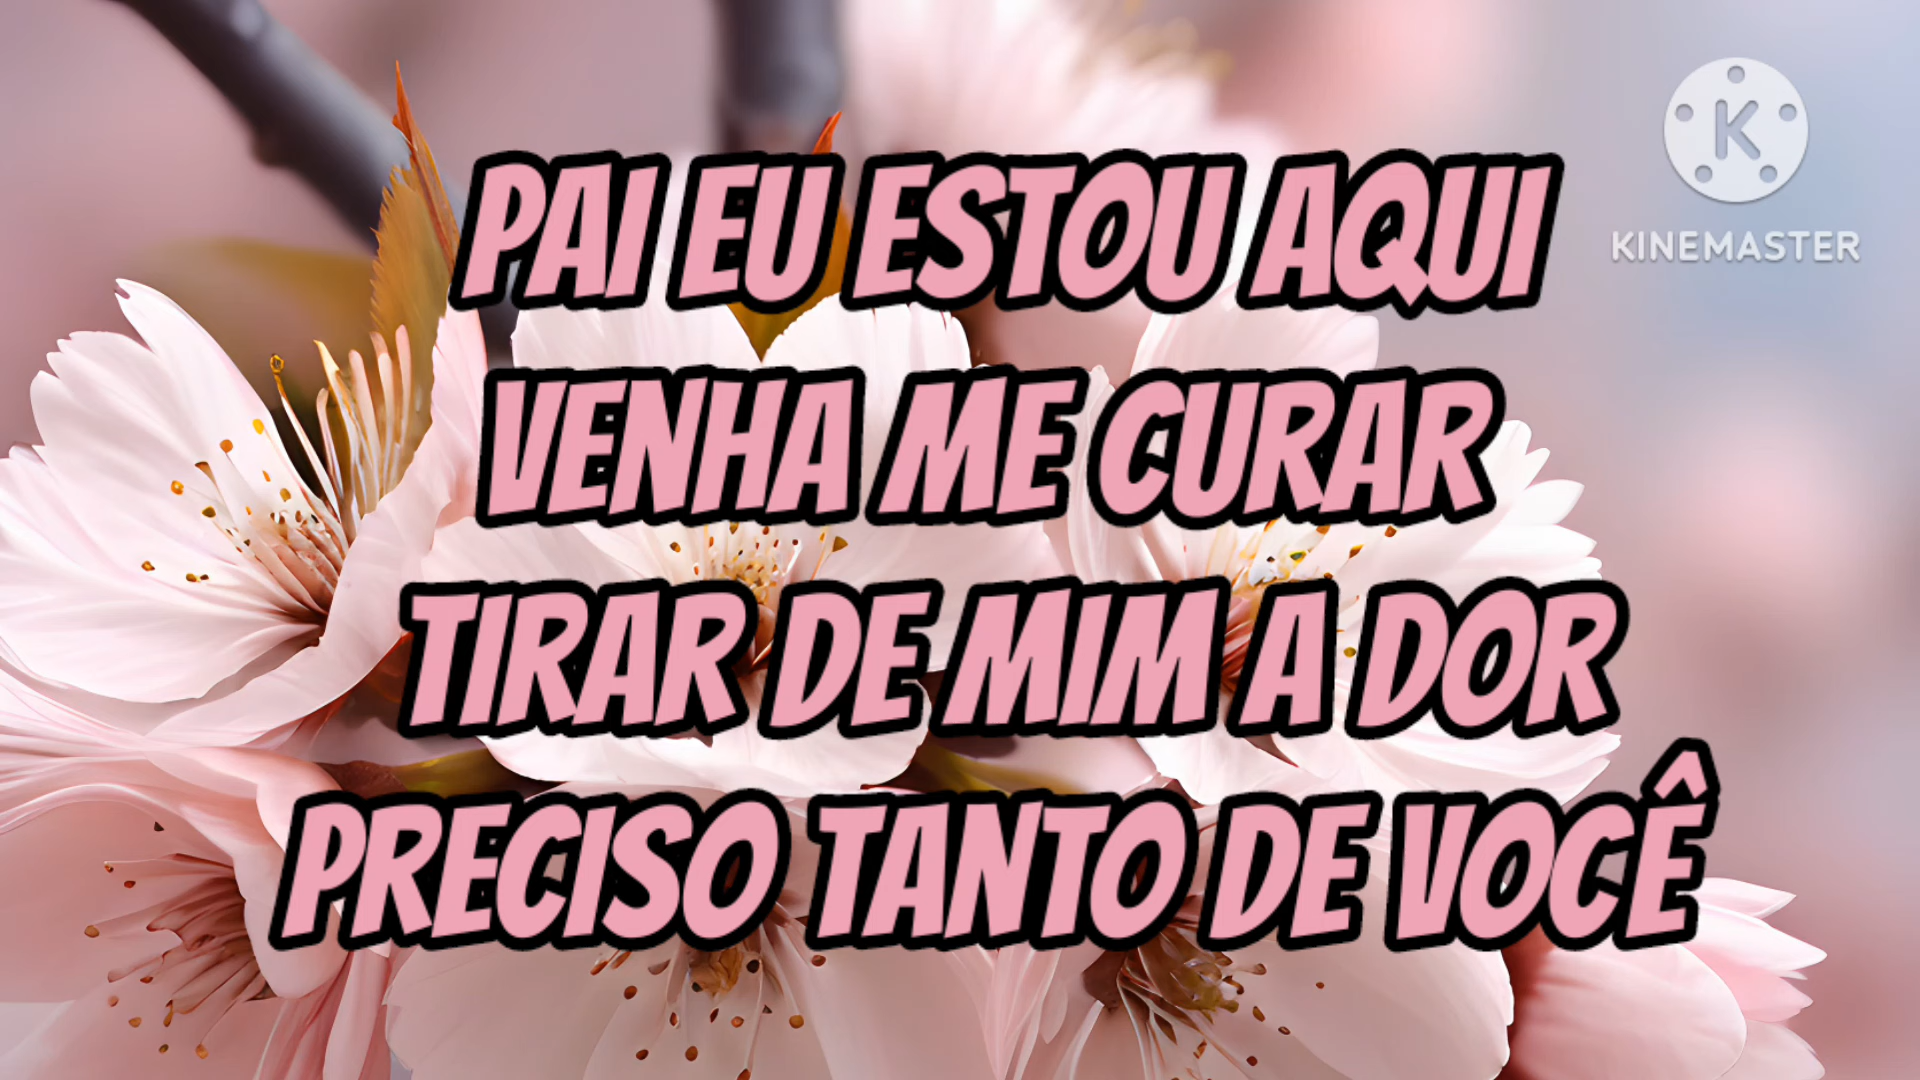 PAI EU ESTOU AQUI
VENHA ME CURAR
TIRAR DE MIM A DOR
PRECISO TANTO DE VOCÊ
K
KINEMASTER